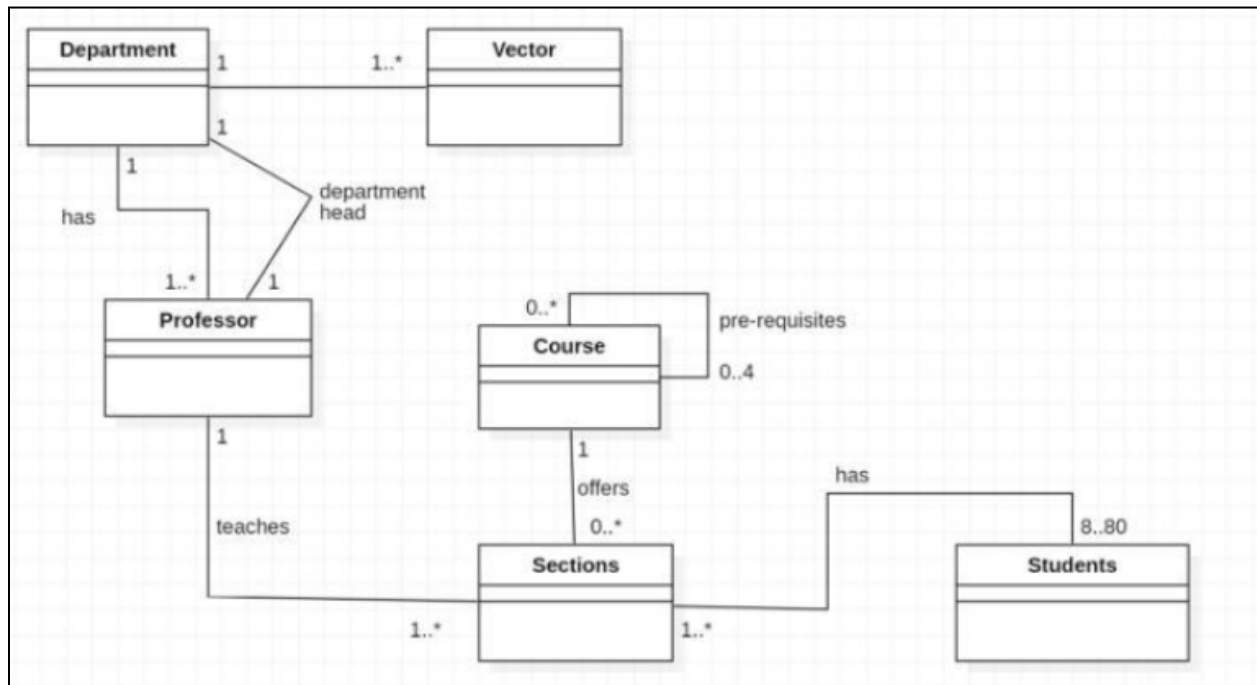 Department
Vector
1
1..*
1
1
department
head
has
1..*
1
Professor
0..*
pre-requisites
Course
0..4
1
1
has
offers
teaches
0..*
8..80
Sections
Students
1..*
1..*